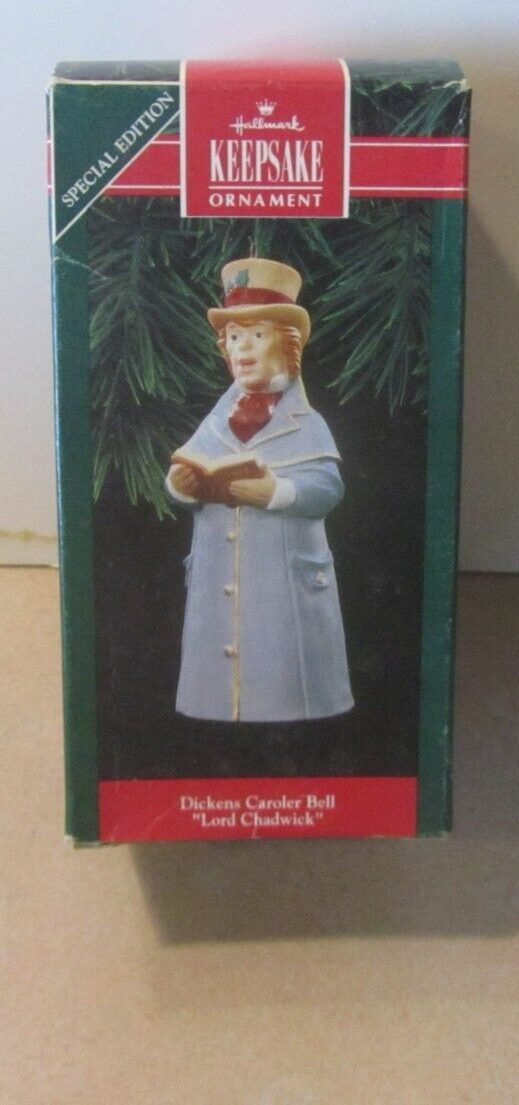 SPECIAL EDITION
Hallmark
KEEPSAKE
ORNAMENT
Dickens Caroler Bell
"Lord Chadwick"